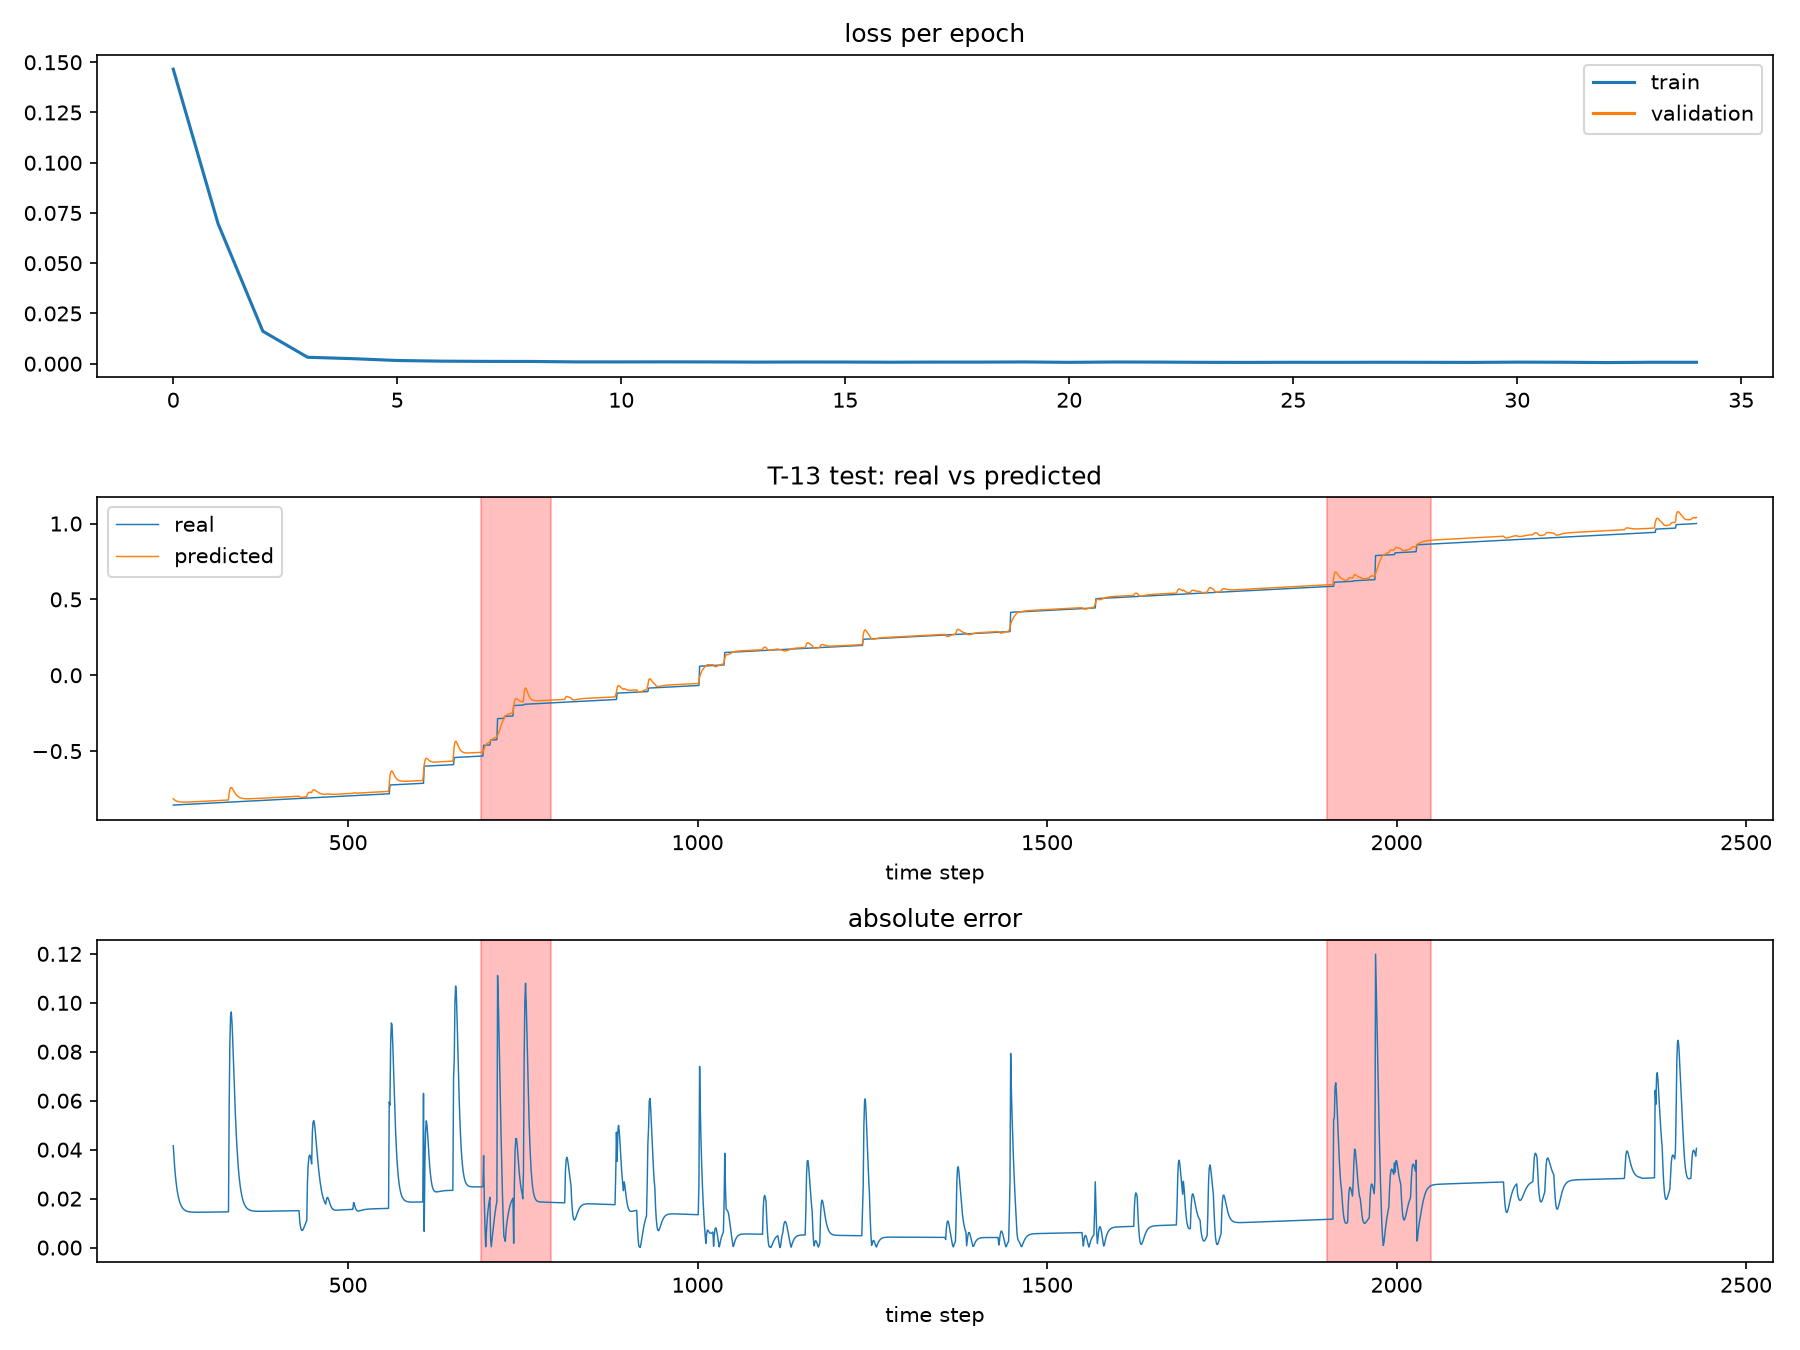 loss per epoch
0.150
0.125
0.100
0.075
0.050
0.025
0.000
train
validation
0 5 10 15 20 25 30 35
T-13 test: real vs predicted
1.0
0.5
0.0
−0.5
real
predicted
500 1000 1500 2000 2500
time step
absolute error
0.12
0.10
0.08
0.06
0.04
0.02
0.00
500 1000 1500 2000 2500
time step